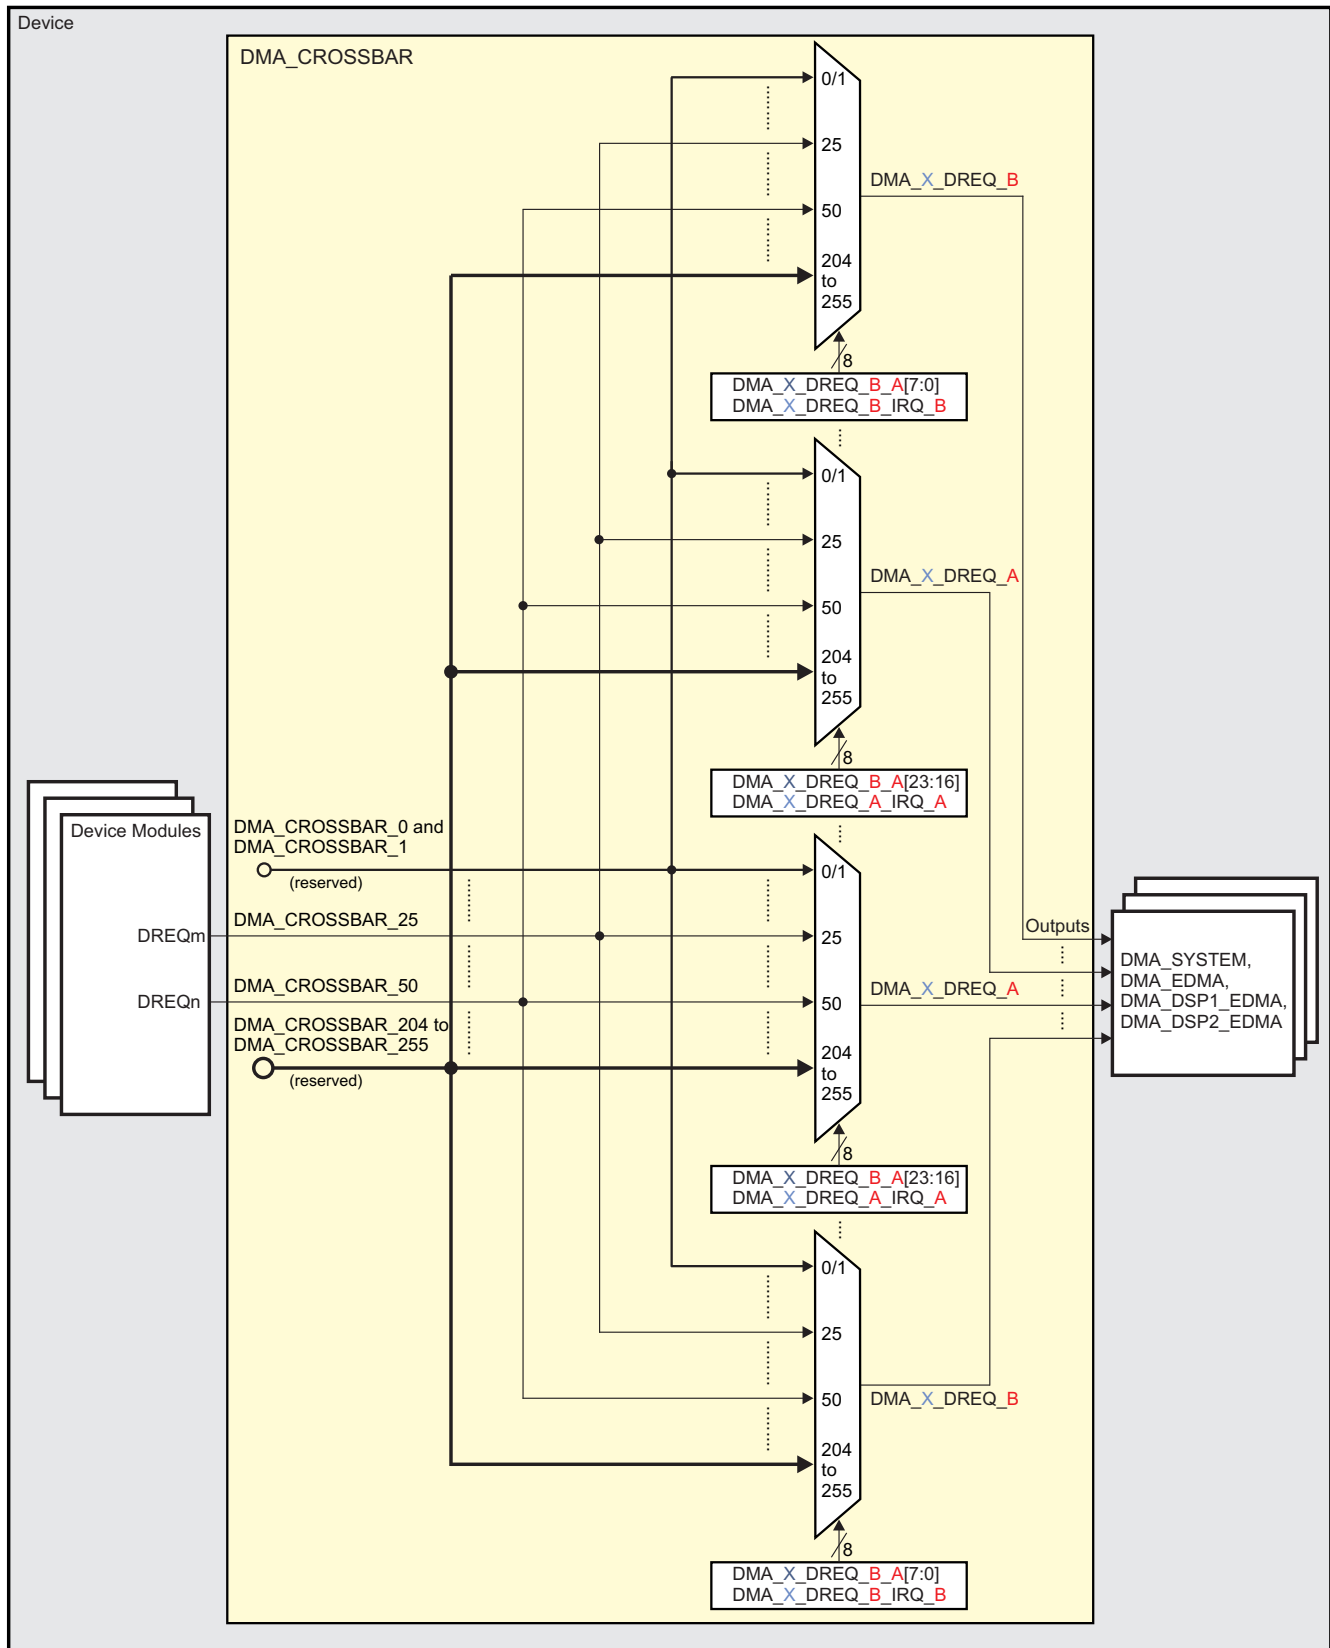 Device
DMA_CROSSBAR
0/1
25
50
204
to
255
DMA_X_DREQ_B
8
DMA_X_DREQ_B_A[7:0]
DMA_X_DREQ_B_IRQ_B
0/1
25
50
204
to
255
DMA_X_DREQ_A
8
DMA_X_DREQ_B_A[23:16]
DMA_X_DREQ_A_IRQ_A
Device Modules
DREQm
DREQn
DMA_CROSSBAR_0 and
DMA_CROSSBAR_1
(reserved)
DMA_CROSSBAR_25
DMA_CROSSBAR_50
DMA_CROSSBAR_204 to
DMA_CROSSBAR_255
(reserved)
0/1
25
50
204
to
255
DMA_X_DREQ_A
Outputs
DMA_SYSTEM,
DMA_EDMA,
DMA_DSP1_EDMA,
DMA_DSP2_EDMA
8
DMA_X_DREQ_B_A[23:16]
DMA_X_DREQ_A_IRQ_A
0/1
25
50
204
to
255
DMA_X_DREQ_B
8
DMA_X_DREQ_B_A[7:0]
DMA_X_DREQ_B_IRQ_B